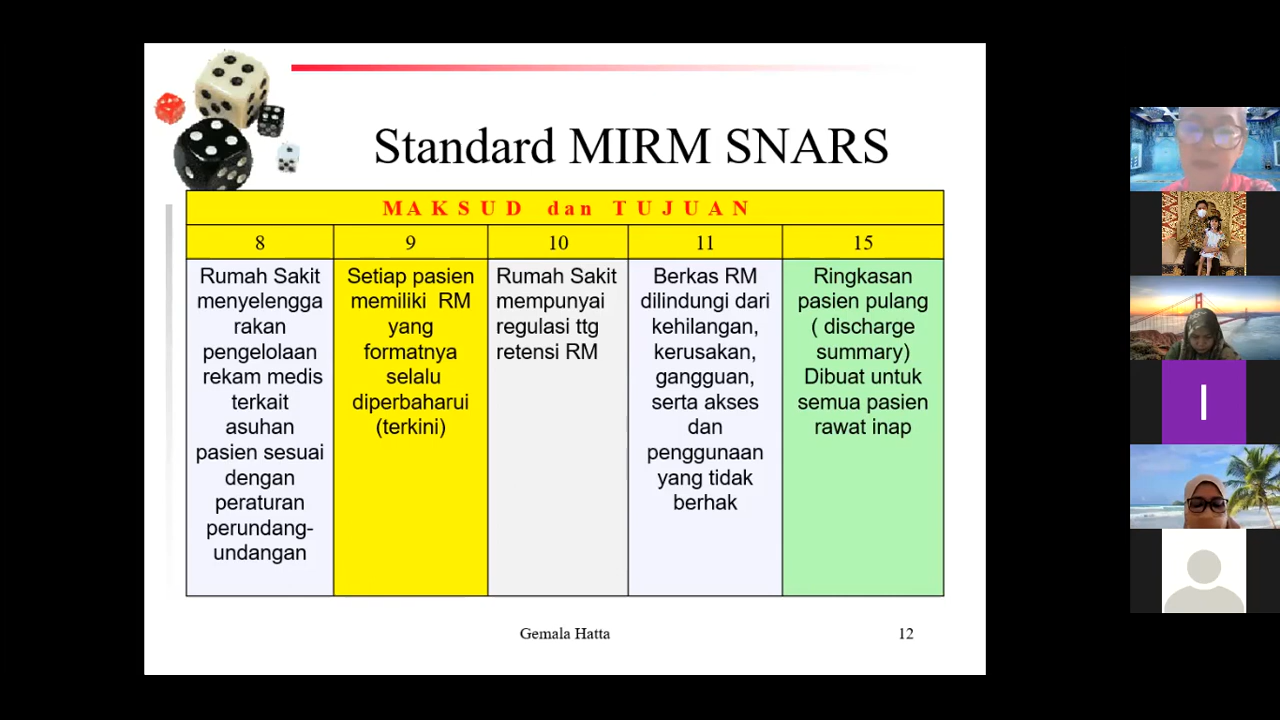 Standard MIRM SNARS
MAKSUD dan TUJUAN
8
9
10
11
15
Rumah Sakit
menyelengga
rakan
pengelolaan
rekam medis
terkait
asuhan
pasien sesuai
dengan
peraturan
perundang-
undangan
Setiap pasien
memiliki RM
yang
formatnya
selalu
diperbaharui
(terkini)
Rumah Sakit
mempunyai
regulasi ttg
retensi RM
Berkas RM
dilindungi dari
kehilangan,
kerusakan,
gangguan,
serta akses
dan
penggunaan
yang tidak
berhak
Ringkasan
pasien pulang
( discharge
summary)
Dibuat untuk
semua pasien
rawat inap
Gemala Hatta
12
I